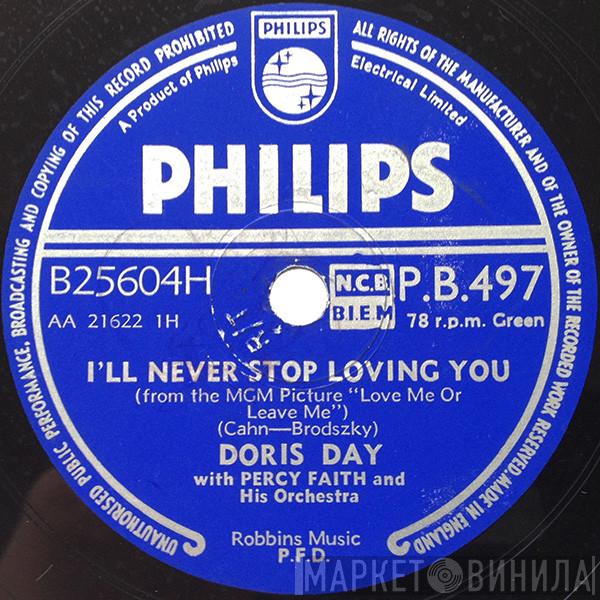 UNAUTHORISED PUBLIC PERFORMANCE, BROADCASTING AND COPYING OF THIS RECORD PROHIBITED
ALL RIGHTS OF THE MANUFACTURER AND OF THE OWNER OF THE RECORDED WORK RESERVED. MADE IN ENGLAND
PHILIPS
A Product of Philips
Electrical Limited
PHILIPS
B25604H
N.C.B.
P.B.497
AA 21622 1H
B.I.E.M
78 r.p.m. Green
I'LL NEVER STOP LOVING YOU
(from the MGM Picture "Love Me Or
Leave Me")
(Cahn—Brodszky)
DORIS DAY
with PERCY FAITH and
His Orchestra
Robbins Music
P.F.D.
МАРКЕТ ВИНИЛА